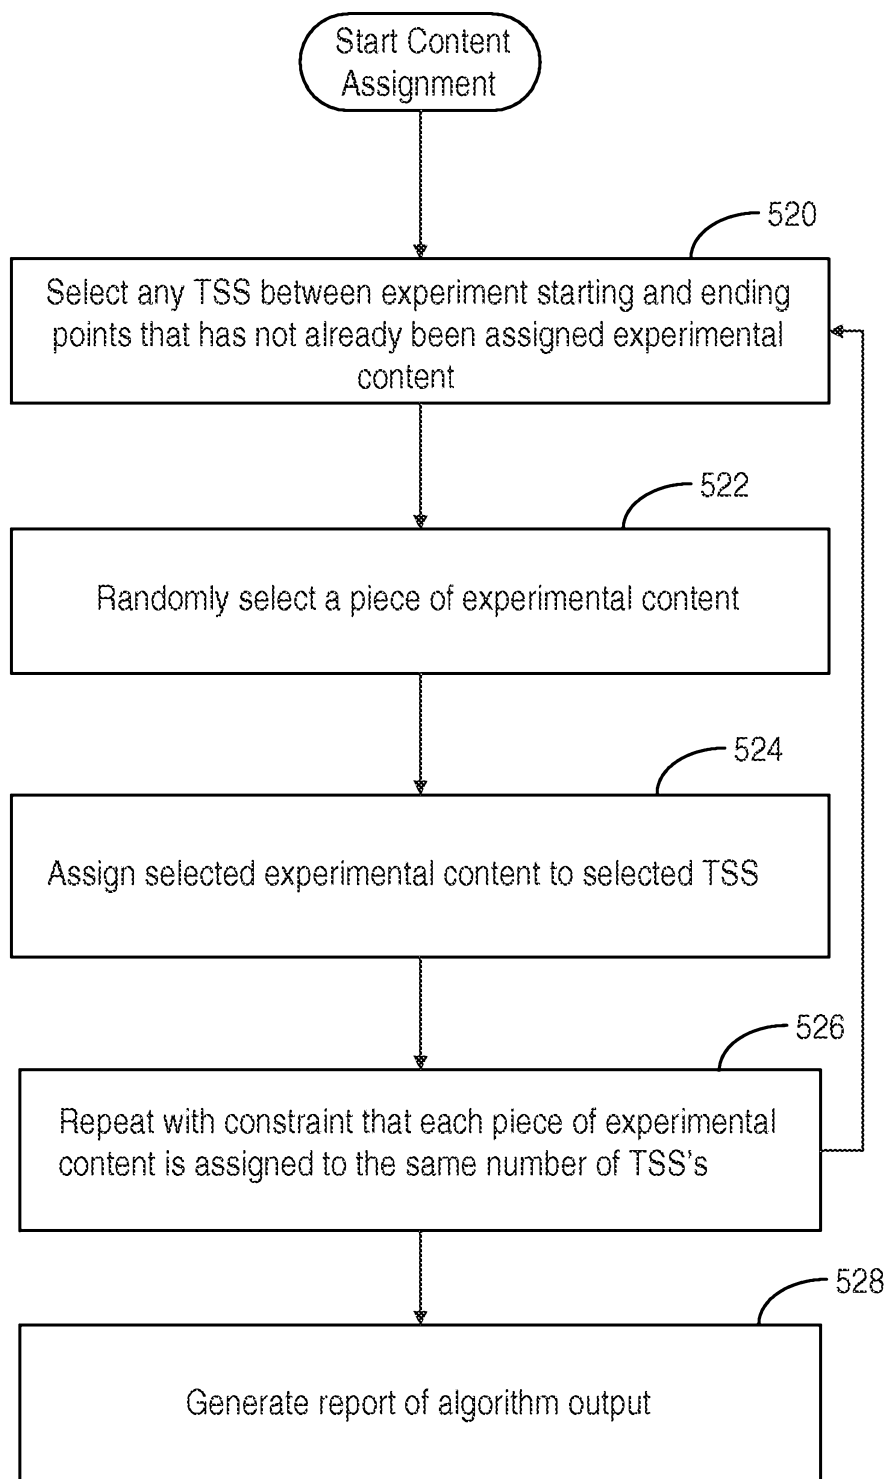 Start Content
Assignment
520
Select any TSS between experiment starting and ending
points that has not already been assigned experimental
content
522
Randomly select a piece of experimental content
524
Assign selected experimental content to selected TSS
526
Repeat with constraint that each piece of experimental
content is assigned to the same number of TSS's
528
Generate report of algorithm output